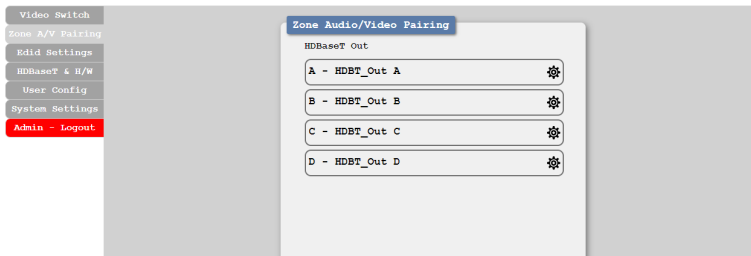 Video Switch
Zone A/V Pairing
Edid Settings
HDBaseT & H/W
User Config
System Settings
Admin - Logout
Zone Audio/Video Pairing
HDBaseT Out
A - HDBT_Out A
B - HDBT_Out B
C - HDBT_Out C
D - HDBT_Out D